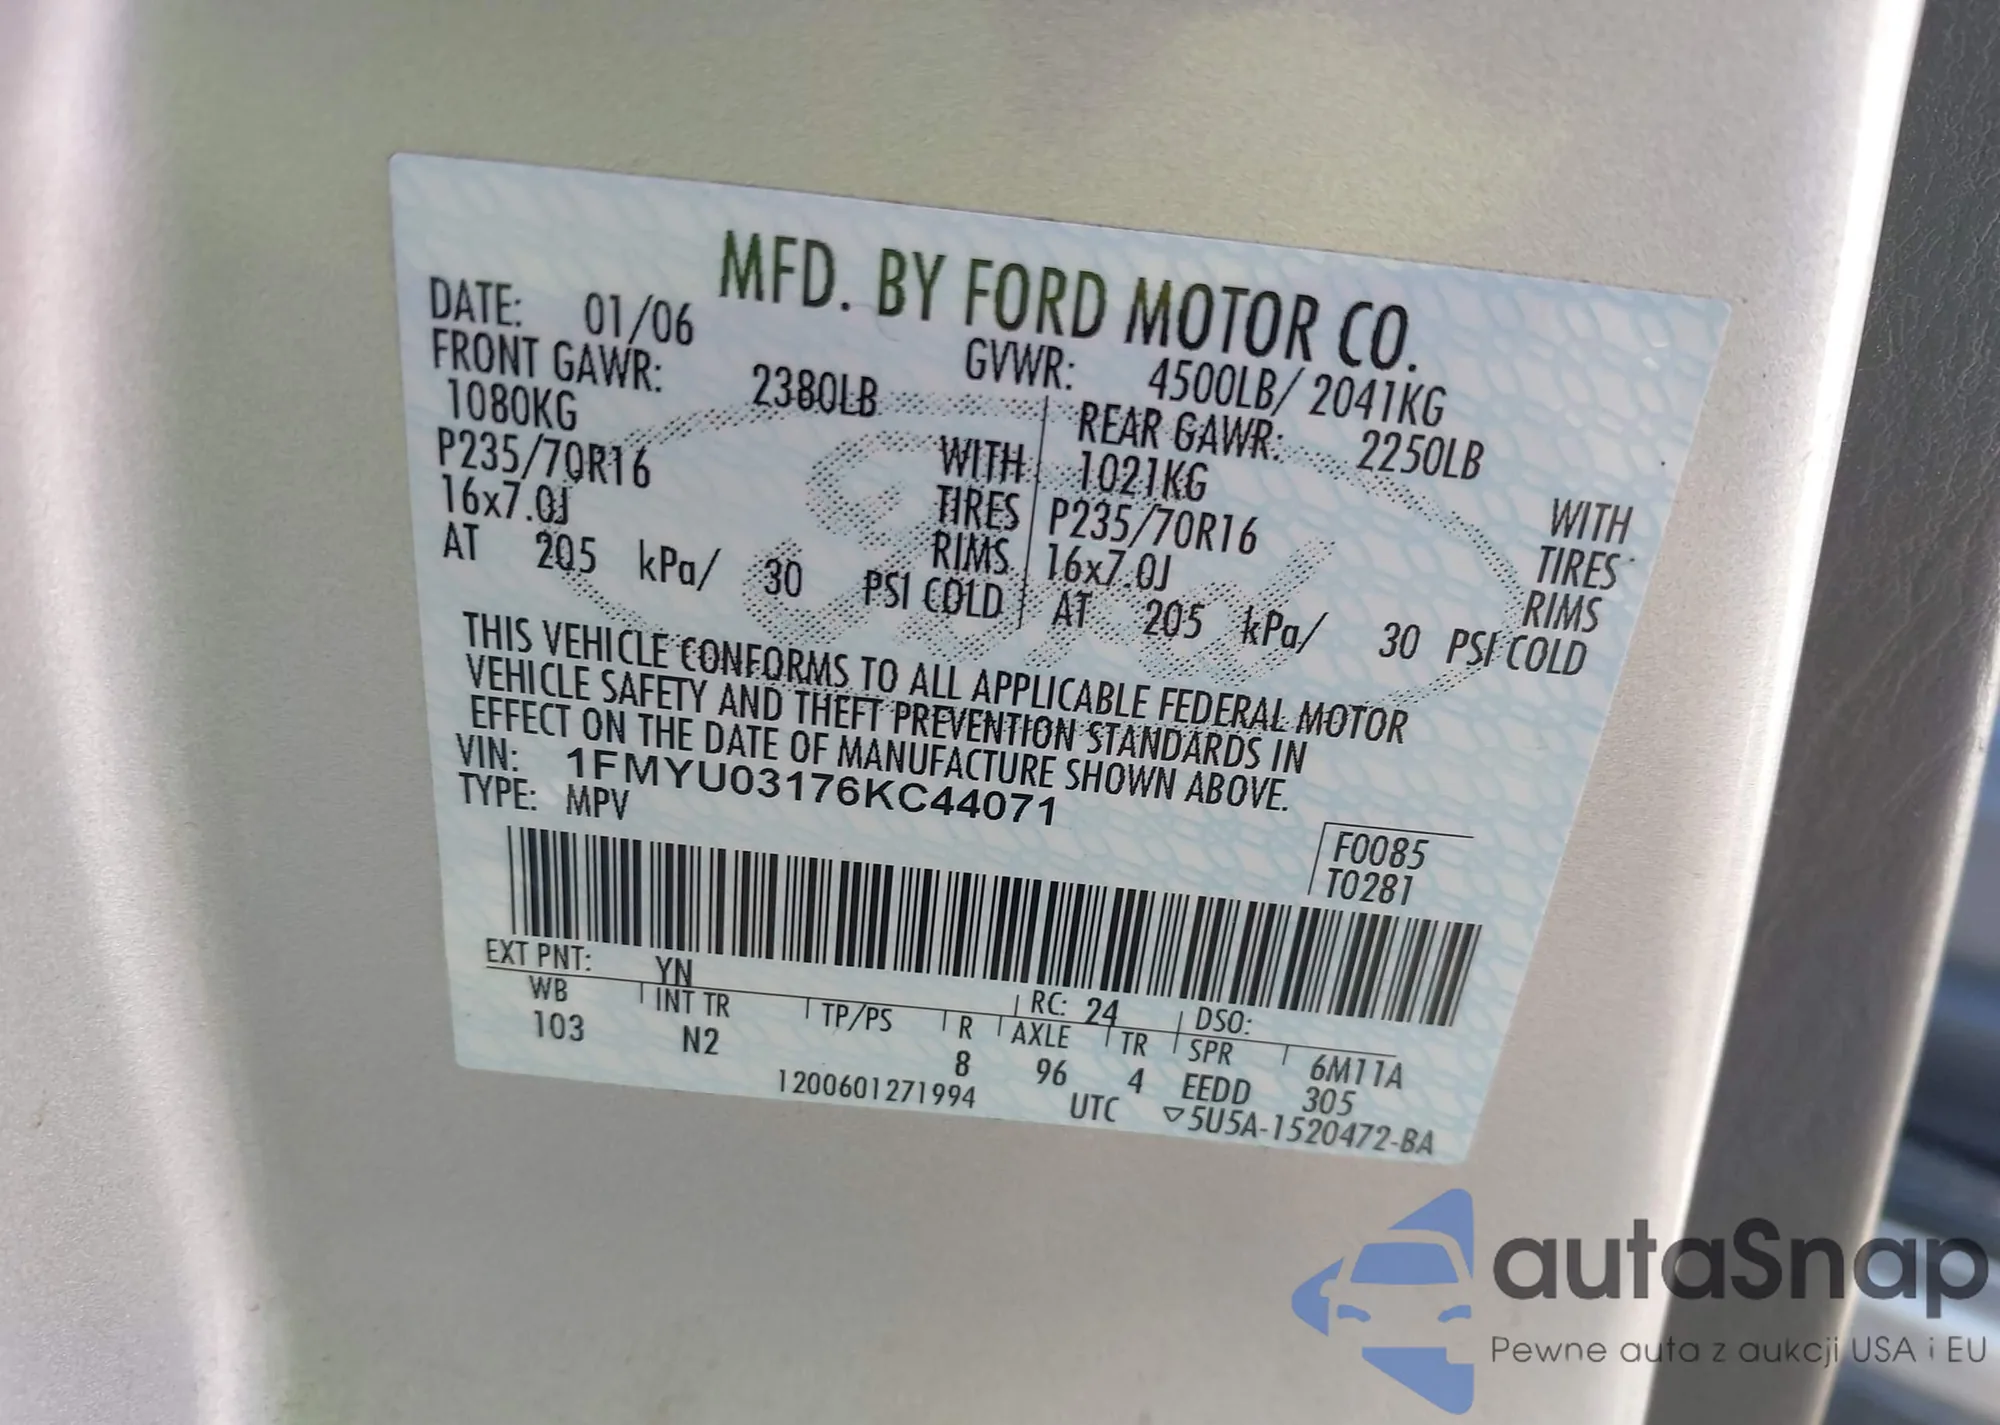 MFD. BY FORD MOTOR CO.
DATE: 01/06 GVWR: 4500LB/ 2041KG
FRONT GAWR: 2380LB REAR GAWR: 2250LB
1080KG WITH 1021KG WITH
P235/70R16 TIRES P235/70R16 TIRES
16x7.0J RIMS 16x7.0J RIMS
AT 205 kPa/ 30 PSI COLD AT 205 kPa/ 30 PSI COLD
THIS VEHICLE CONFORMS TO ALL APPLICABLE FEDERAL MOTOR
VEHICLE SAFETY AND THEFT PREVENTION STANDARDS IN
EFFECT ON THE DATE OF MANUFACTURE SHOWN ABOVE.
VIN: 1FMYU03176KC44071
TYPE: MPV
F0085
T0281
EXT PNT: YN RC: 24 DSO:
WB INT TR TP/PS R AXLE TR SPR 6M11A
103 N2 8 96 4 EEDD 305
1200601271994 UTC ▽5U5A-1520472-BA
Ford
autaSnap
Pewne auta z aukcji USA i EU